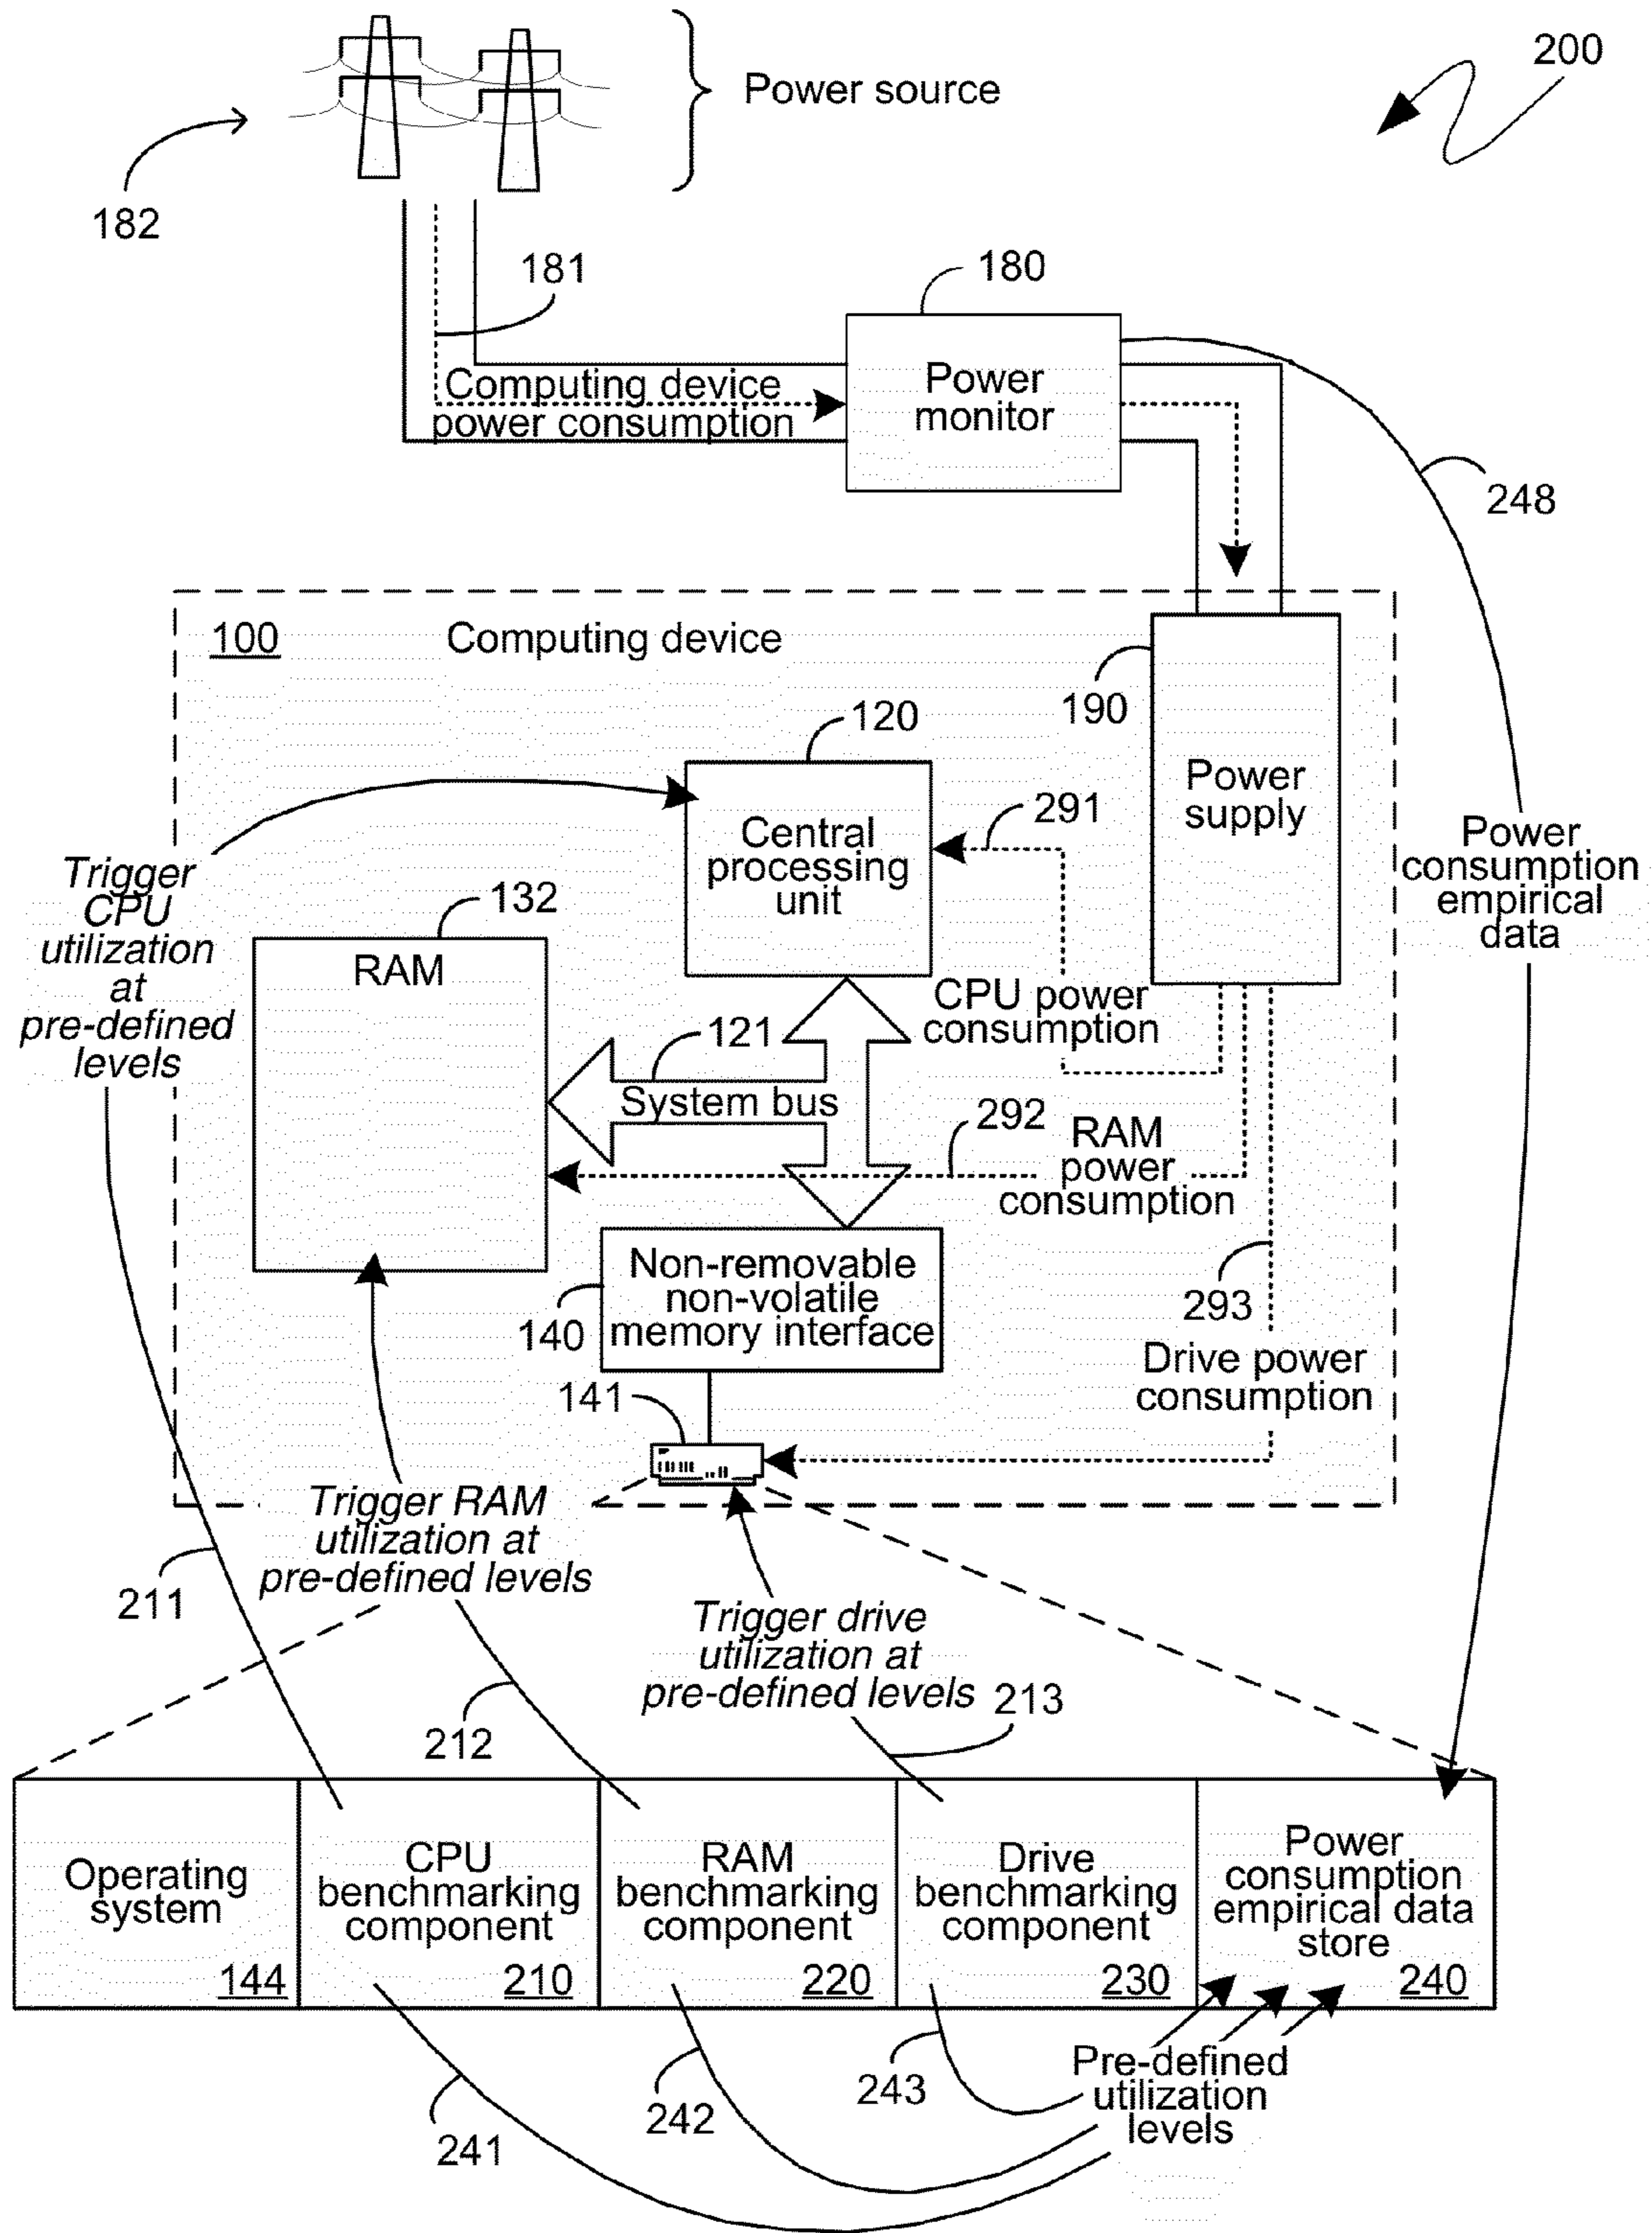 200
Power source
182
181
180
Computing device
power consumption
Power
monitor
248
100
Computing device
190
120
Power
supply
291
Central
processing
unit
Power
consumption
empirical
data
Trigger
CPU
utilization
at
pre-defined
levels
132
RAM
CPU power
consumption
121
System bus
292
RAM
power
consumption
Non-removable
non-volatile
memory interface
140
293
Drive power
consumption
141
Trigger RAM
utilization at
pre-defined levels
211
Trigger drive
utilization at
pre-defined levels
213
212
Operating
system
144
CPU
benchmarking
component
210
RAM
benchmarking
component
220
Drive
benchmarking
component
230
Power
consumption
empirical data
store
240
241
242
243
Pre-defined
utilization
levels